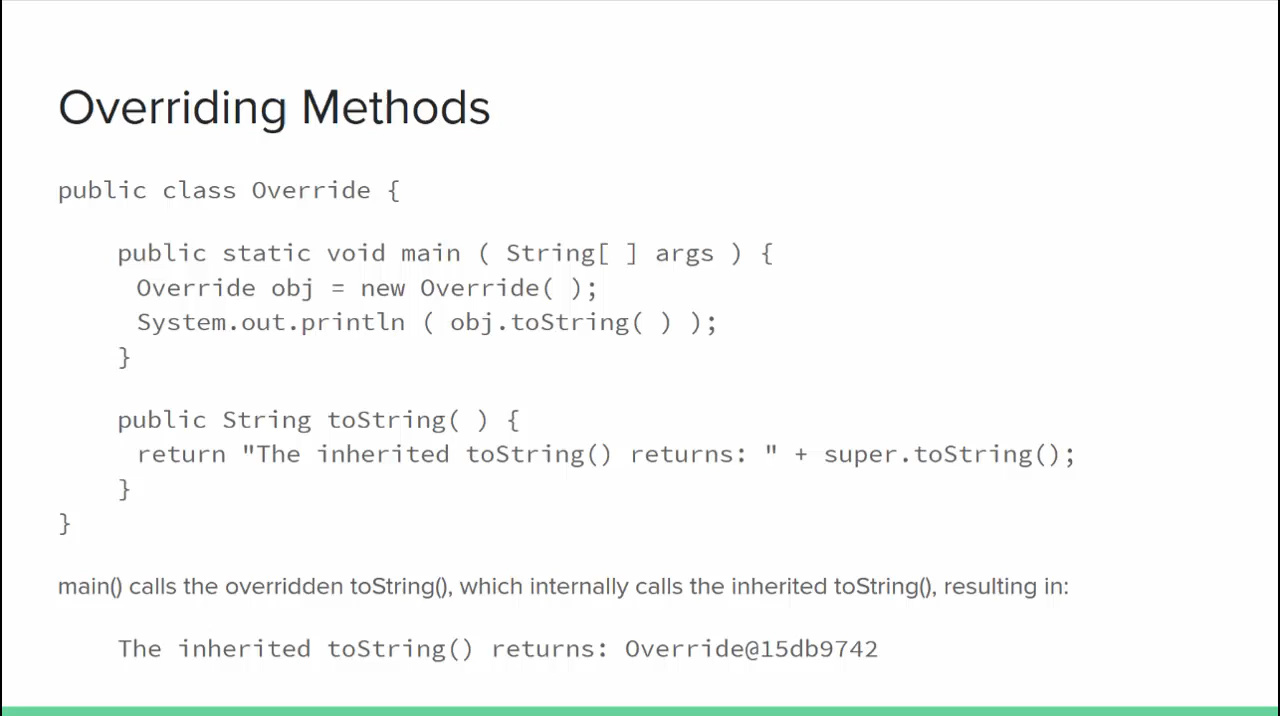 Overriding Methods
public class Override {
public static void main ( String[ ] args ) {
Override obj = new Override( );
System.out.println ( obj.toString( ) );
}
public String toString( ) {
return "The inherited toString() returns: " + super.toString();
}
}
main() calls the overridden toString(), which internally calls the inherited toString(), resulting in:
The inherited toString() returns: Override@15db9742